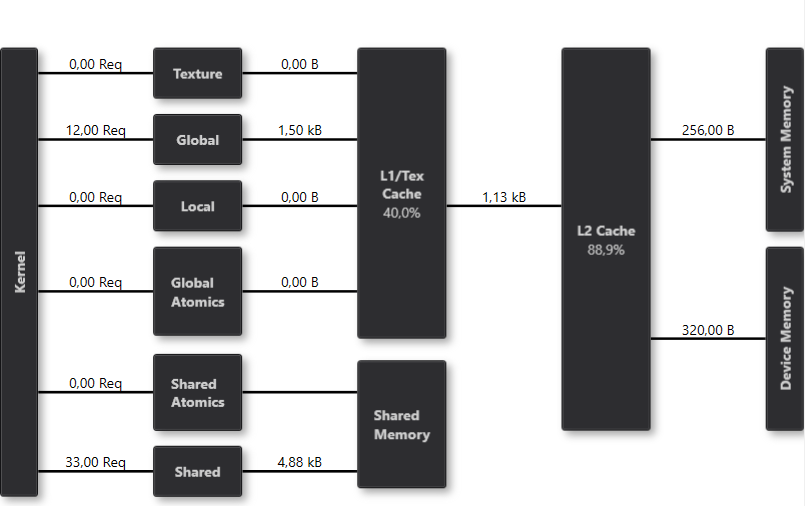 Kernel
0,00 Req
Texture
0,00 B
12,00 Req
Global
1,50 kB
0,00 Req
Local
0,00 B
0,00 Req
Global
Atomics
0,00 B
0,00 Req
Shared
Atomics
33,00 Req
Shared
4,88 kB
L1/Tex
Cache
40,0%
Shared
Memory
1,13 kB
L2 Cache
88,9%
256,00 B
System Memory
320,00 B
Device Memory